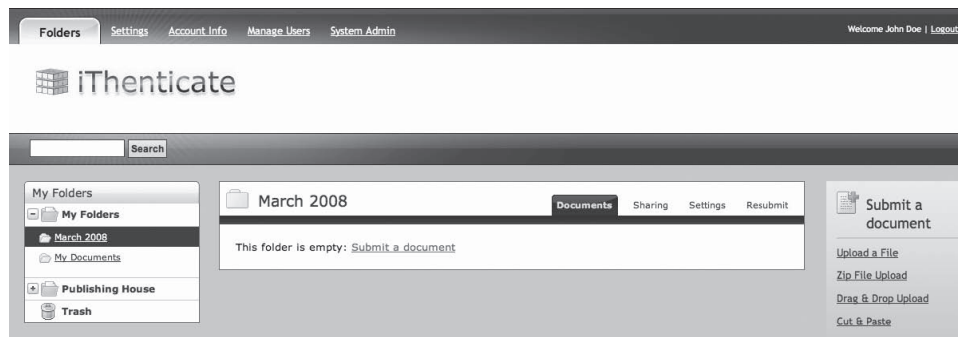 Folders Settings Account Info Manage Users System Admin Welcome John Doe | Logout
iThenticate
Search
My Folders
My Folders
March 2008
My Documents
Publishing House
Trash
March 2008 Documents Sharing Settings Resubmit
This folder is empty: Submit a document
Submit a
document
Upload a File
Zip File Upload
Drag & Drop Upload
Cut & Paste